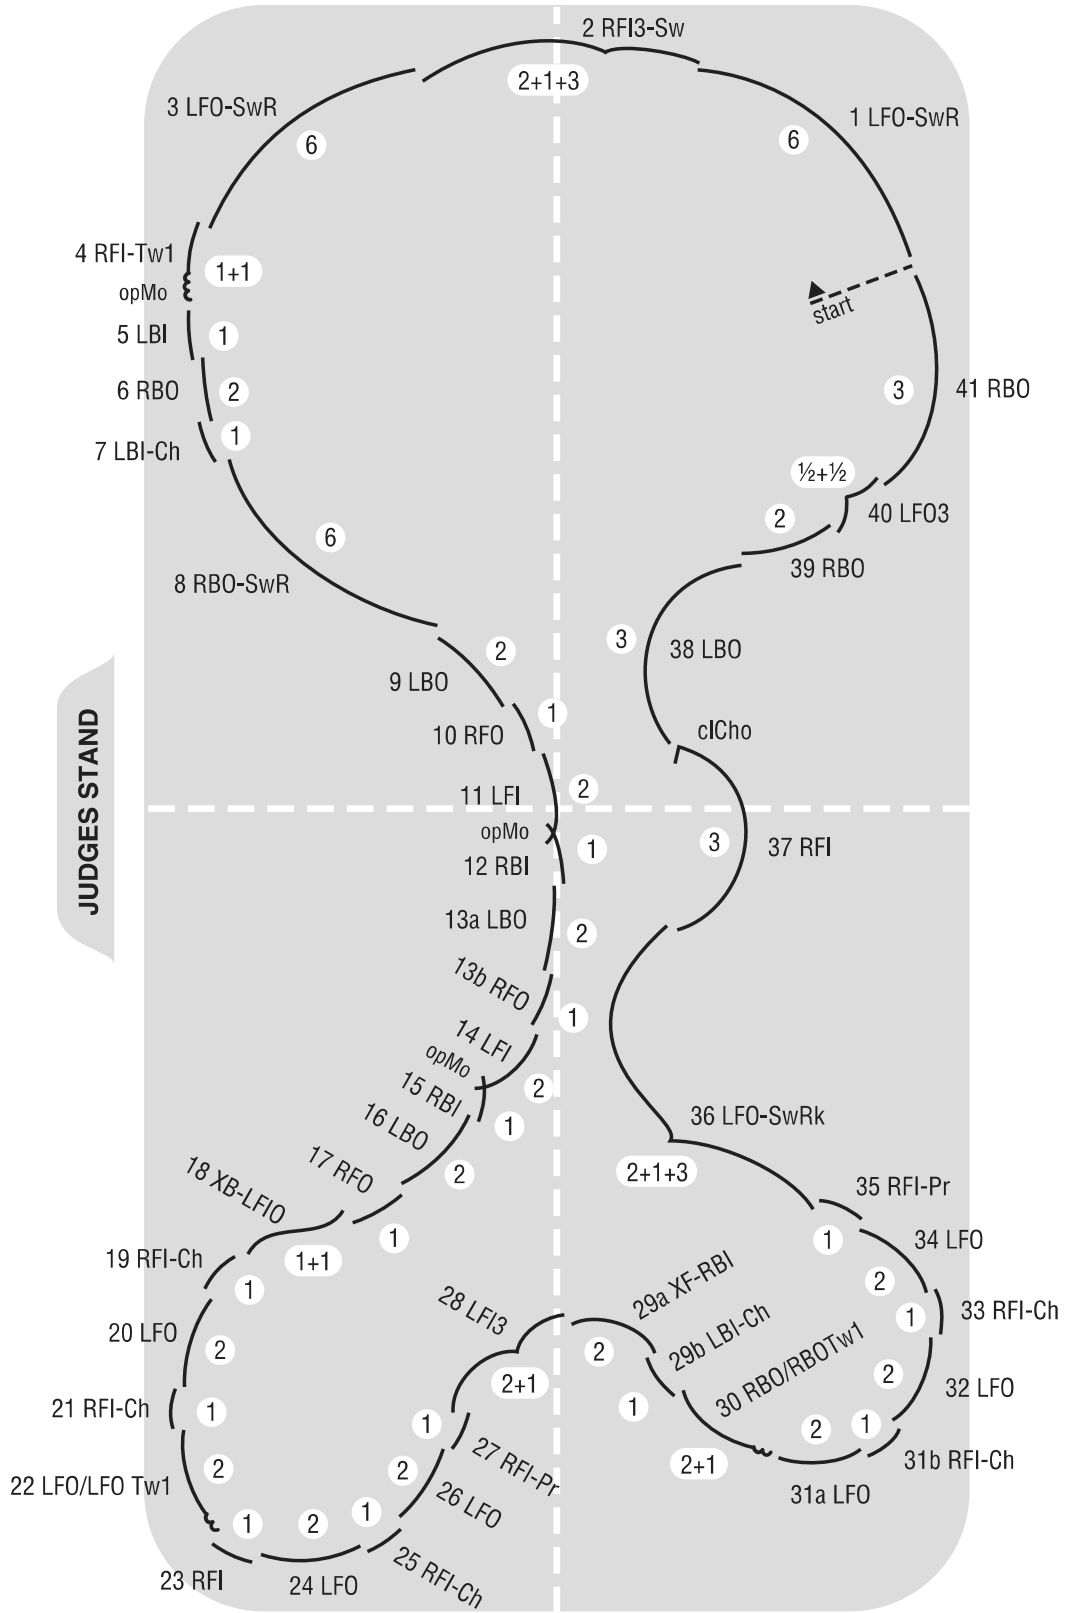 2 RFI3-Sw
2+1+3
3 LFO-SwR
6
1 LFO-SwR
6
4 RFI-Tw1
1+1
opMo
start
5 LBI
1
6 RBO
2
3
41 RBO
7 LBI-Ch
1
½+½
40 LFO3
2
39 RBO
6
8 RBO-SwR
3
38 LBO
2
9 LBO
10 RFO
1
clCho
11 LFI
2
opMo
12 RBI
1
3
37 RFI
JUDGES STAND
13a LBO
2
13b RFO
1
14 LFI
opMo
2
15 RBI
1
16 LBO
2
36 LFO-SwRk
2+1+3
17 RFO
1
18 XB-LFIO
1+1
35 RFI-Pr
1
34 LFO
2
19 RFI-Ch
1
33 RFI-Ch
1
20 LFO
2
28 LFI3
2+1
29a XF-RBI
2
29b LBI-Ch
1
30 RBO/RBOTw1
2+1
32 LFO
2
21 RFI-Ch
1
1
31b RFI-Ch
2
31a LFO
22 LFO/LFO Tw1
2
27 RFI-Pr
1
26 LFO
2
23 RFI
1
24 LFO
2
25 RFI-Ch
1